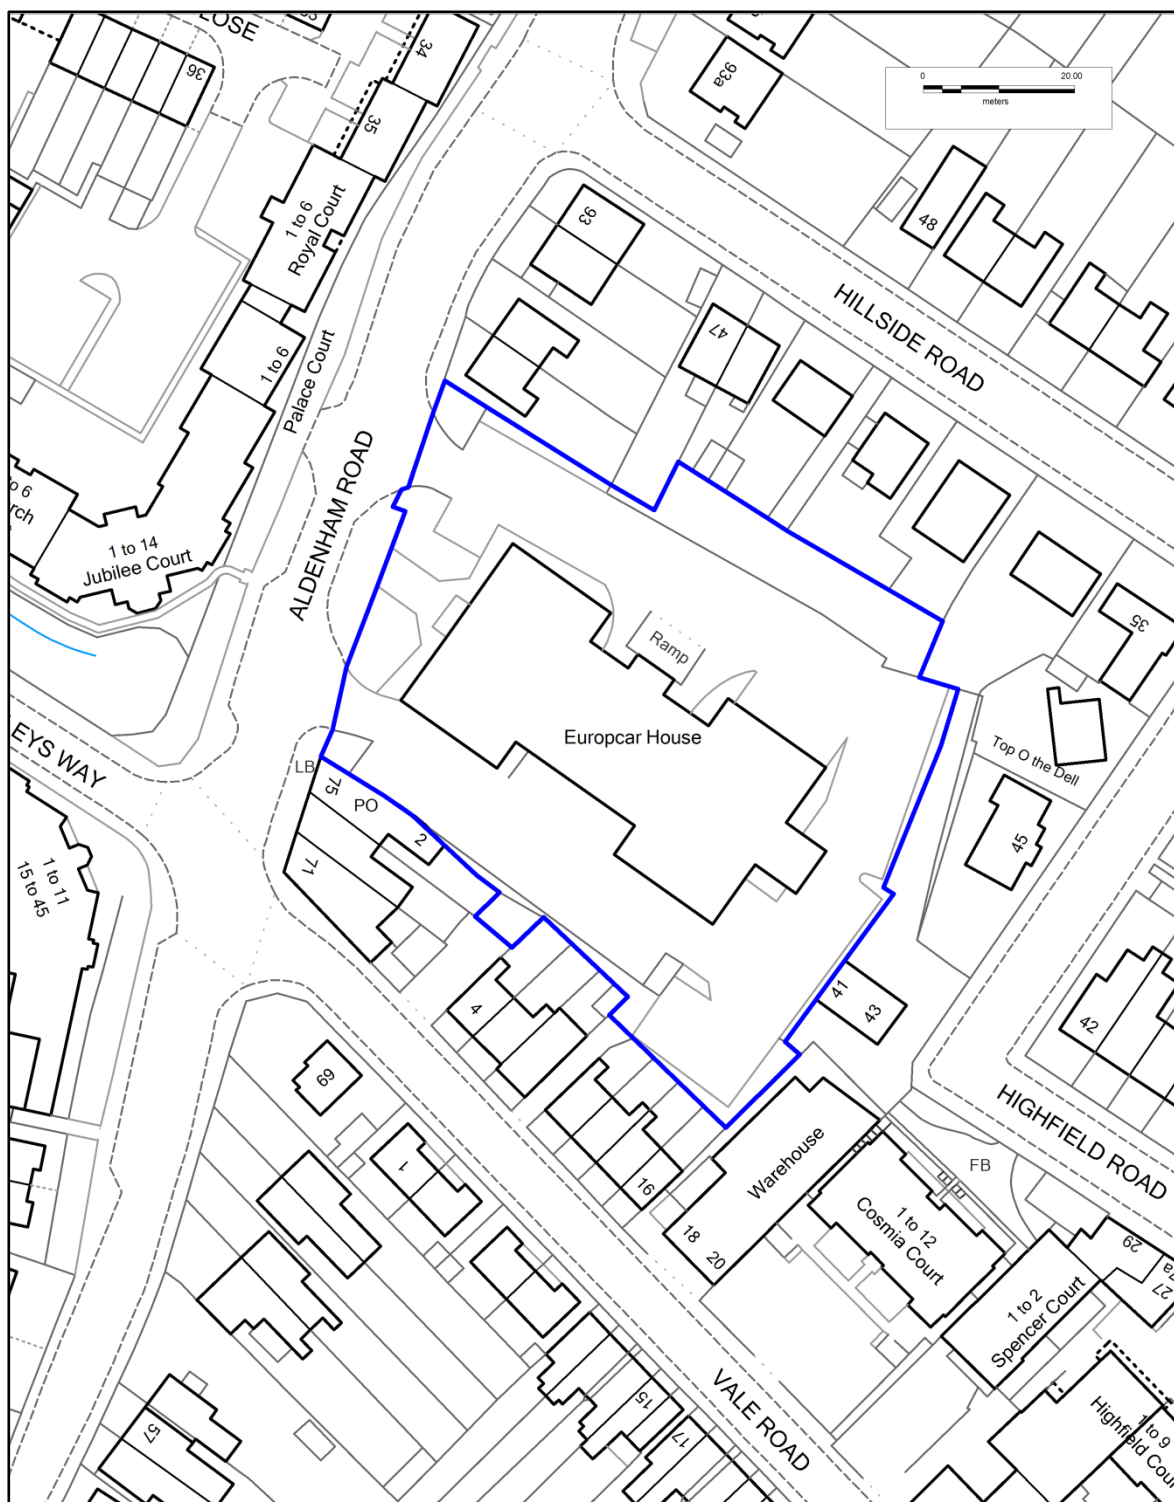 LOSE
36
34
35
1 to 6
Royal Court
1 to 6
Palace Court
1 to 14
Jubilee Court
ALDENHAM ROAD
93a
0 20.00
meters
93
48
47
HILLSIDE ROAD
35
Top O the Dell
45
Ramp
Europcar House
EYS WAY
LB
75
PO
2
71
1 to 11
15 to 45
41
43
4
42
HIGHFIELD ROAD
69
1
16
Warehouse
18
20
FB
1 to 12
Cosmia Court
29
27
1 to 2
Spencer Court
15
17
57
VALE ROAD
1 to 9
Highfield Cou